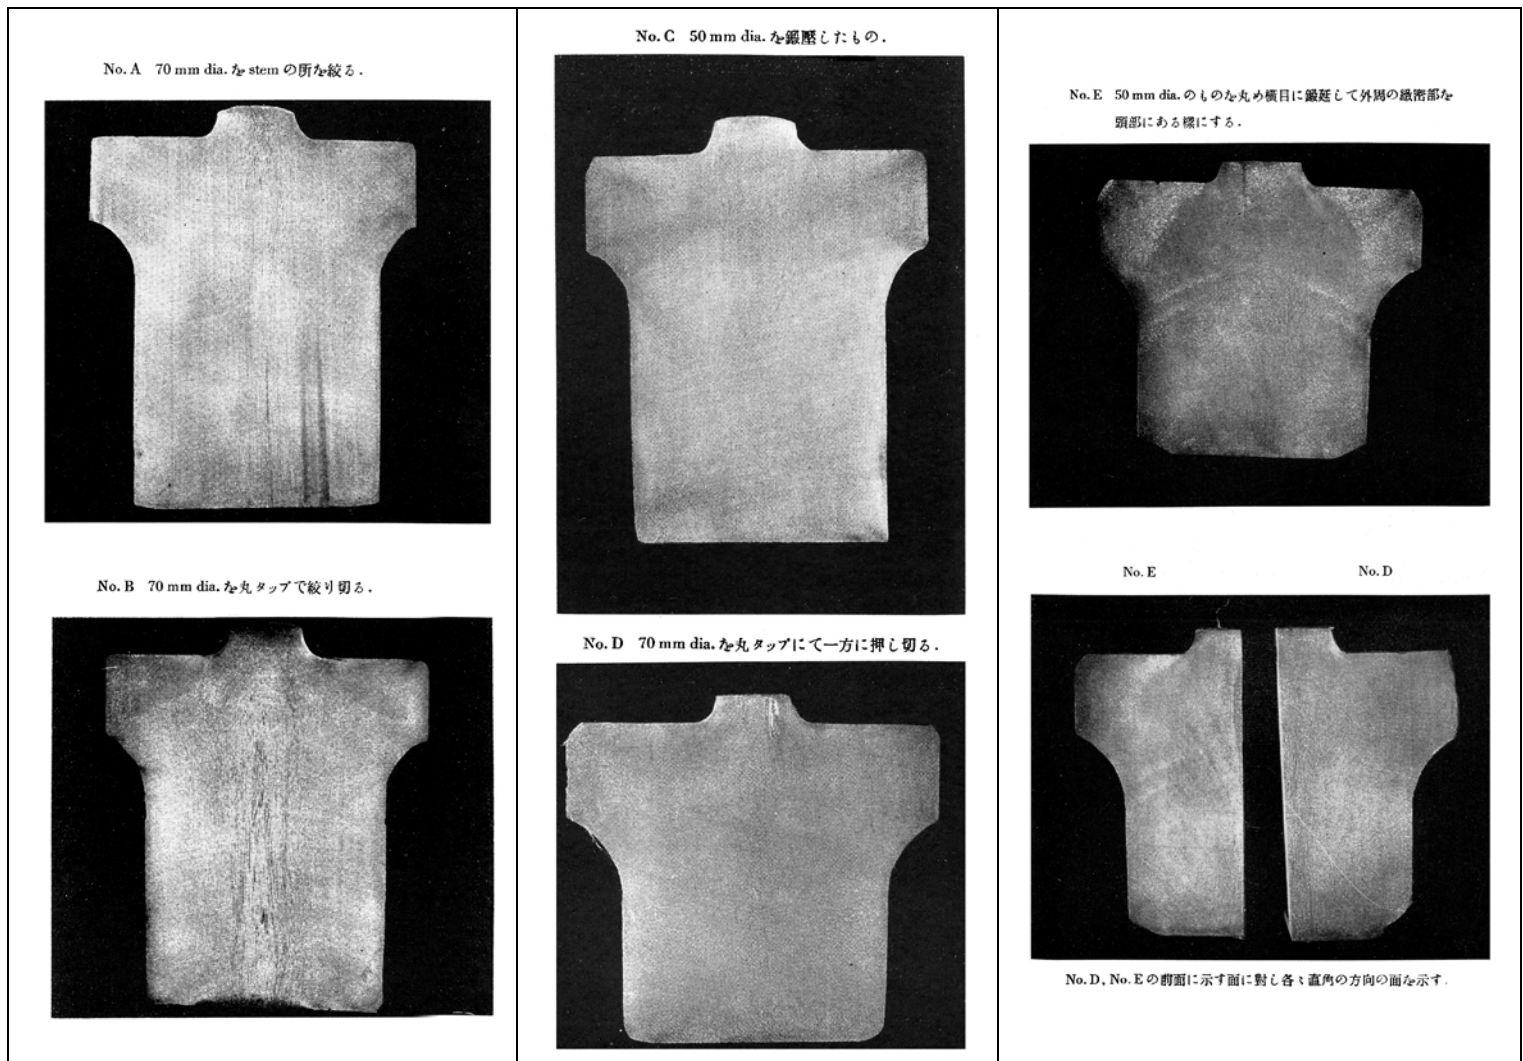 No. A 70 mm dia. を stem の所を絞る.
No. B 70 mm dia. を丸タップで絞り切る.
No. C 50 mm dia. を鍛壓したもの.
No. D 70 mm dia. を丸タップにて一方に押し切る.
No. E 50 mm dia. のものを丸め横目に鍛延して外周の緻密部を
頭部にある樣にする.
No. E
No. D
No. D, No. E の前面に示す面に對し各〻直角の方向の面を示す.